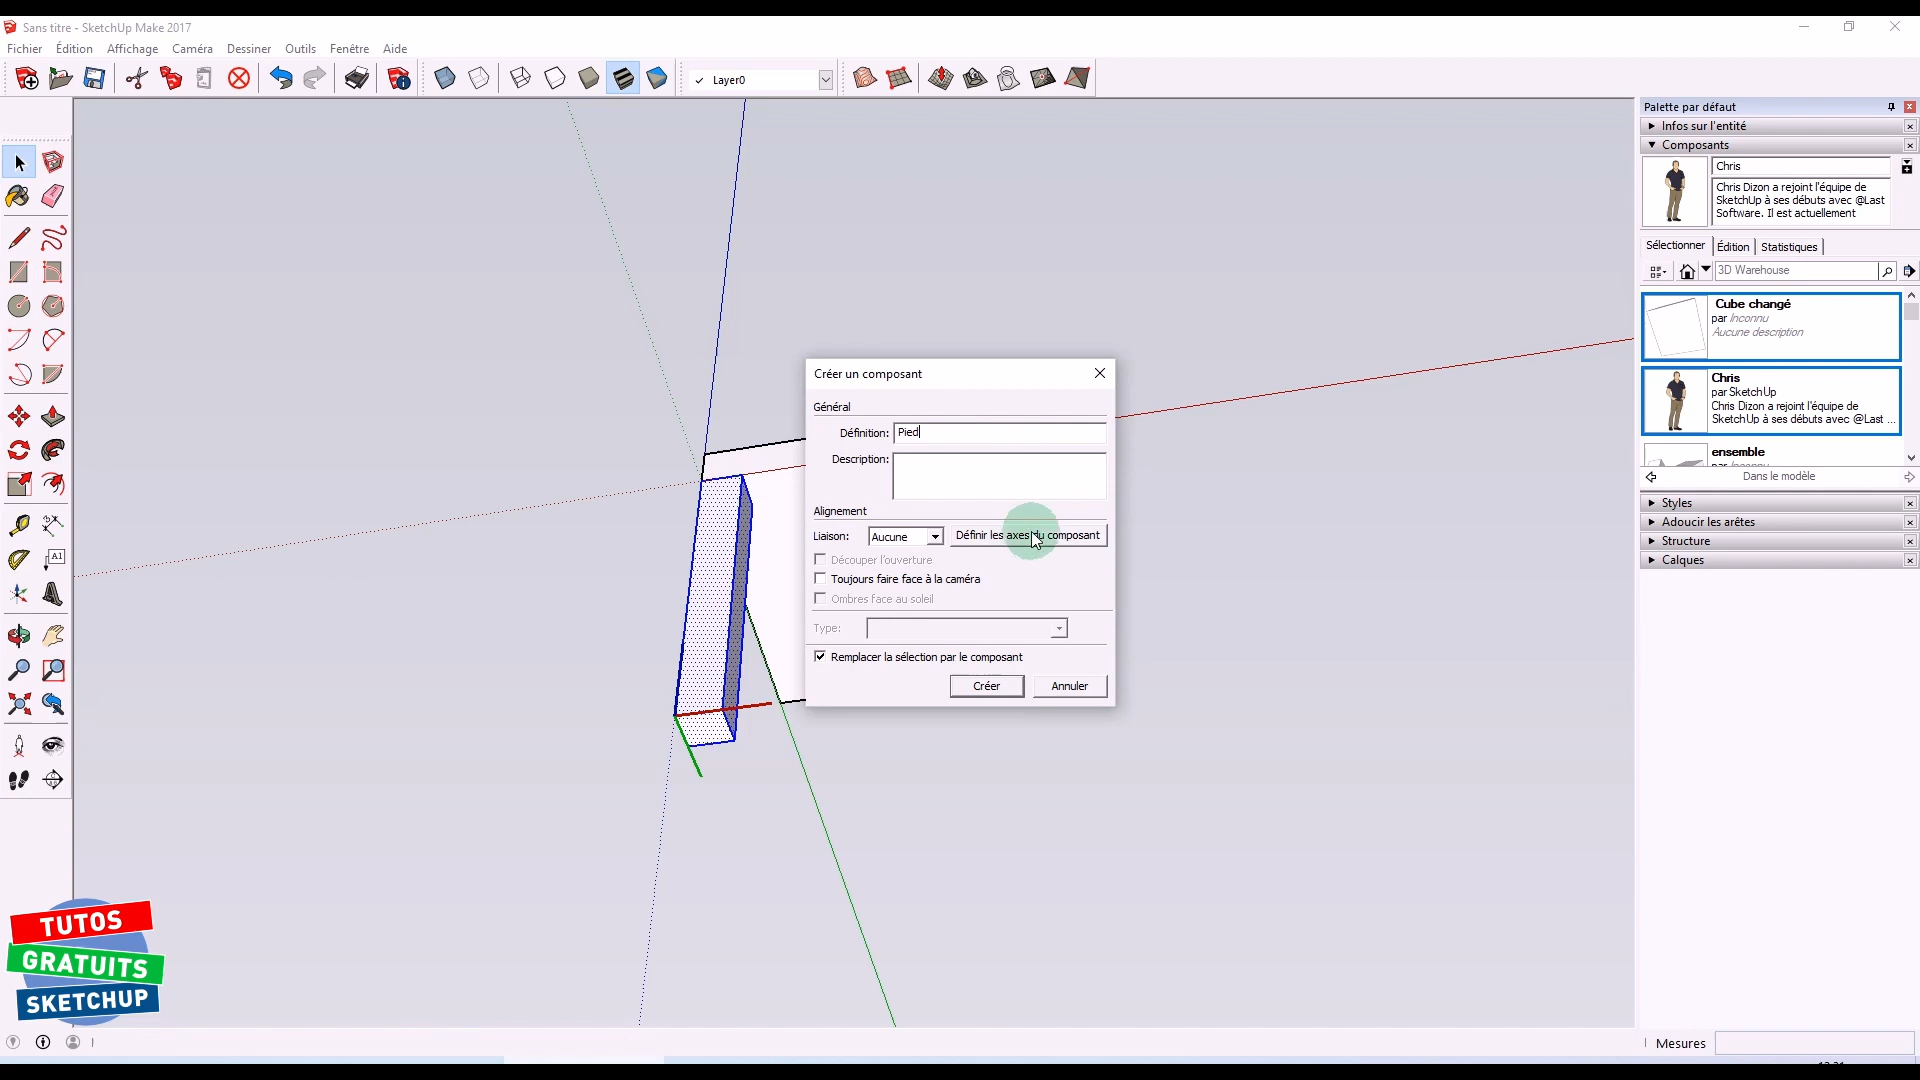 Sans titre - SketchUp Make 2017
Fichier Édition Affichage Caméra Dessiner Outils Fenêtre Aide
Layer0
Palette par défaut
Infos sur l'entité
Composants
Chris
Chris Dizon a rejoint l'équipe de
SketchUp à ses débuts avec @Last
Software. Il est actuellement
Sélectionner Édition Statistiques
3D Warehouse
Cube changé
par Inconnu
Aucune description
Chris
par SketchUp
Chris Dizon a rejoint l'équipe de
SketchUp à ses débuts avec @Last ...
ensemble
Dans le modèle
Styles
Adoucir les arêtes
Structure
Calques
Créer un composant
Général
Définition: Pied
Description:
Alignement
Liaison: Aucune Définir les axes du composant
Découper l'ouverture
Toujours faire face à la caméra
Ombres face au soleil
Type:
Remplacer la sélection par le composant
Créer Annuler
A1
TUTOS
GRATUITS
SKETCHUP
Mesures